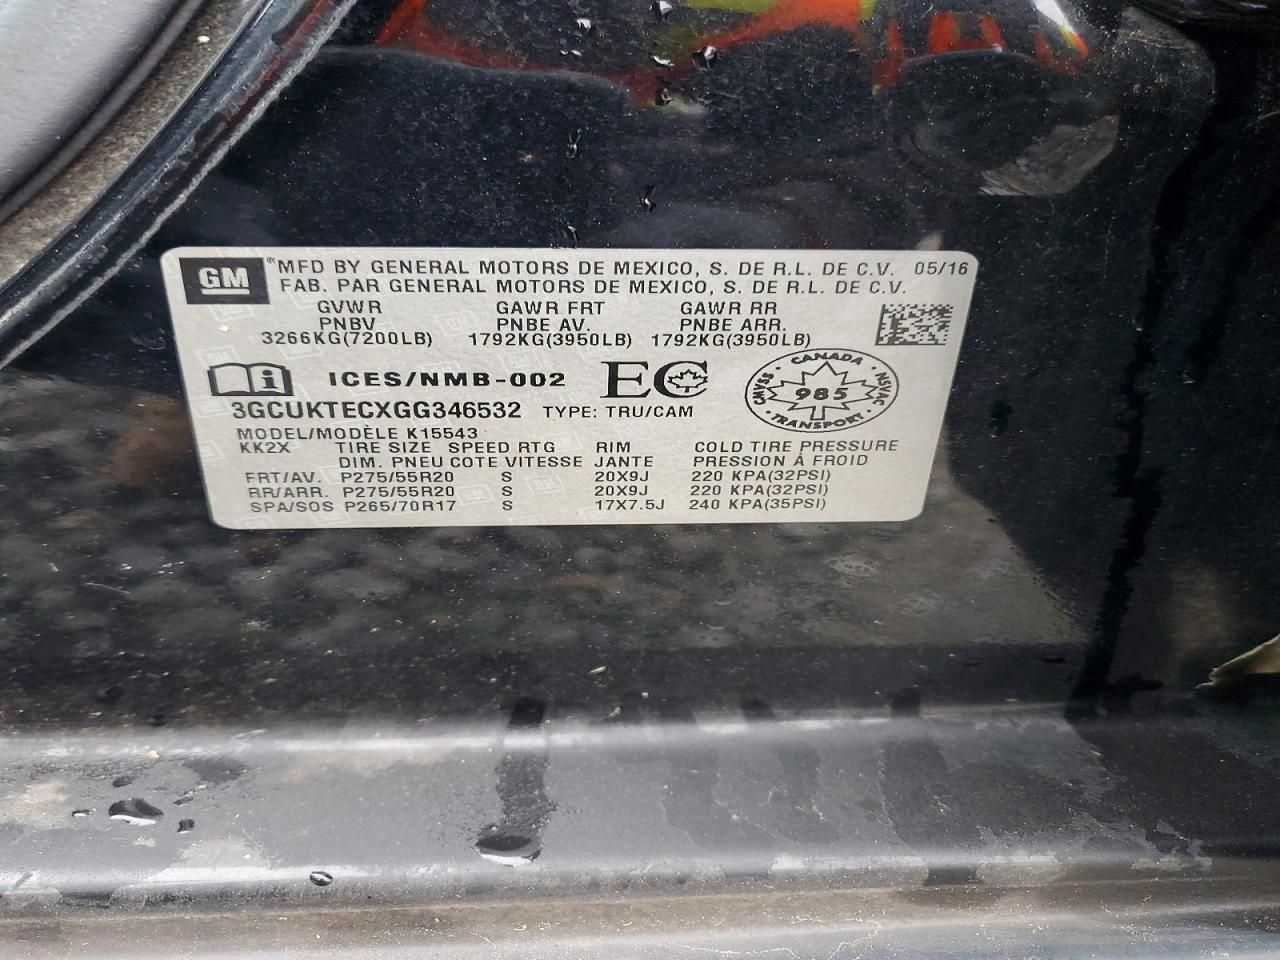 GM ® MFD BY GENERAL MOTORS DE MEXICO, S. DE R.L. DE C.V. 05/16
FAB. PAR GENERAL MOTORS DE MEXICO, S. DE R.L. DE C.V.
GVWR GAWR FRT GAWR RR
PNBV PNBE AV. PNBE ARR.
3266KG(7200LB) 1792KG(3950LB) 1792KG(3950LB)
i ICES/NMB-002 EC
CANADA
CMVSS 985 NSVAC
TRANSPORT
3GCUKTECXGG346532 TYPE: TRU/CAM
MODEL/MODÈLE K15543
KK2X TIRE SIZE SPEED RTG RIM COLD TIRE PRESSURE
DIM. PNEU COTE VITESSE JANTE PRESSION À FROID
FRT/AV. P275/55R20 S 20X9J 220 KPA(32PSI)
RR/ARR. P275/55R20 S 20X9J 220 KPA(32PSI)
SPA/SOS P265/70R17 S 17X7.5J 240 KPA(35PSI)